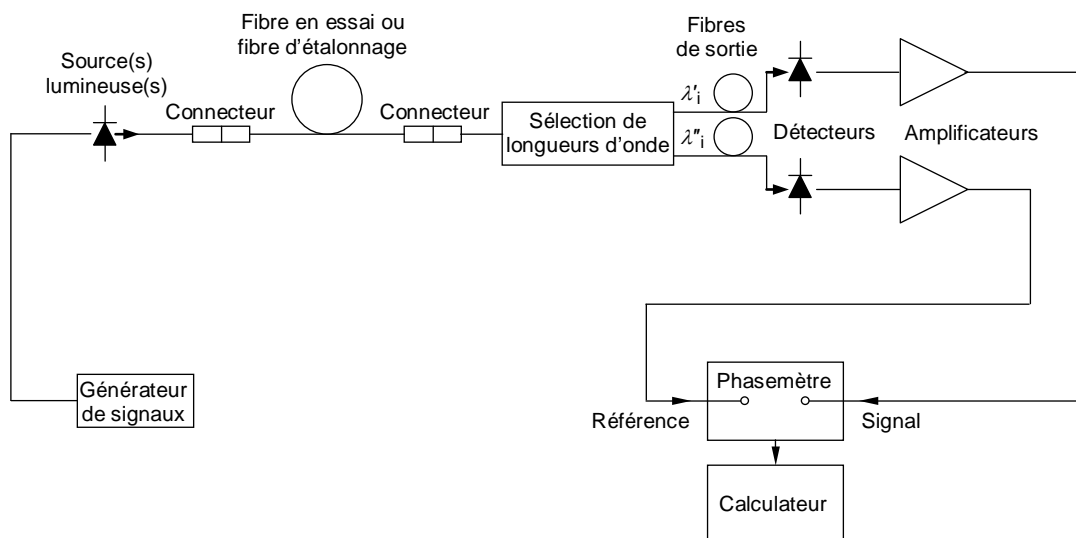 Fibre en essai ou
fibre d'étalonnage
Source(s)
lumineuse(s)
Connecteur
Connecteur
Sélection de
longueurs d'onde
Fibres
de sortie
λ'i
λ"i
Détecteurs
Amplificateurs
Générateur
de signaux
Phasemètre
Référence
Signal
Calculateur